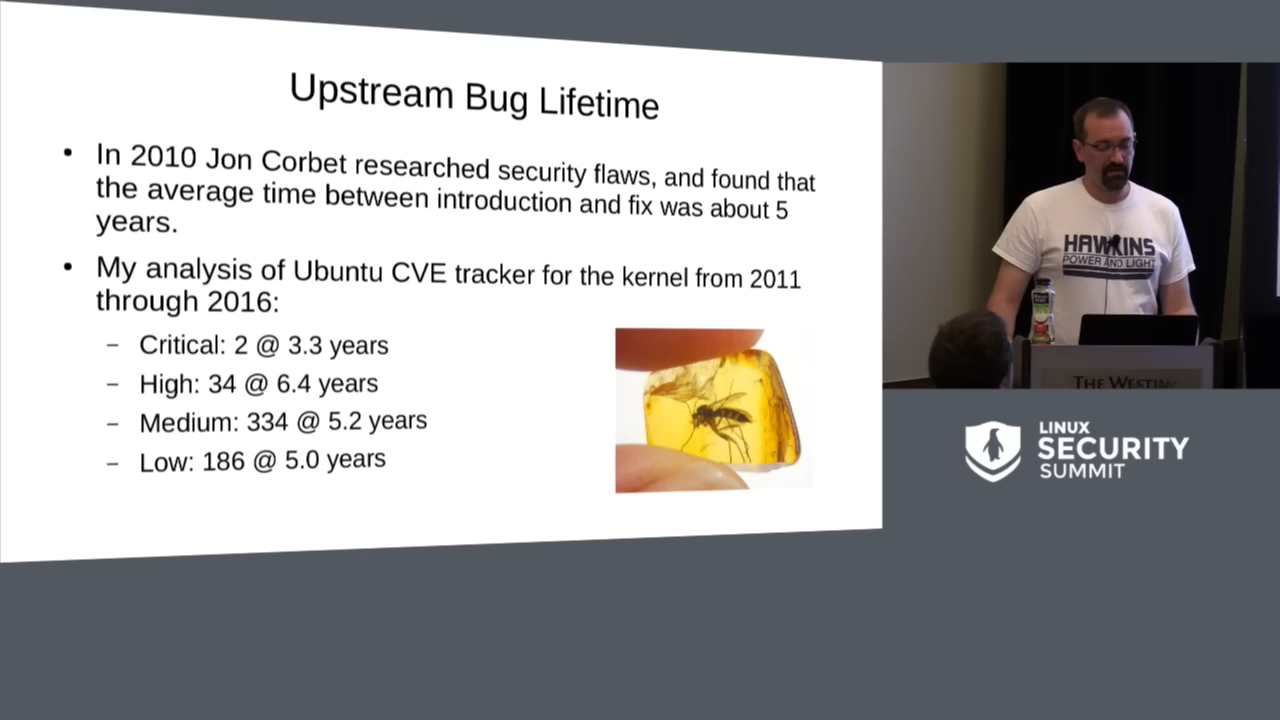 Upstream Bug Lifetime
• In 2010 Jon Corbet researched security flaws, and found that
the average time between introduction and fix was about 5
years.
• My analysis of Ubuntu CVE tracker for the kernel from 2011
through 2016:
– Critical: 2 @ 3.3 years
– High: 34 @ 6.4 years
– Medium: 334 @ 5.2 years
– Low: 186 @ 5.0 years
HAWKINS
POWER AND LIGHT
THE WESTIN
LINUX
SECURITY
SUMMIT